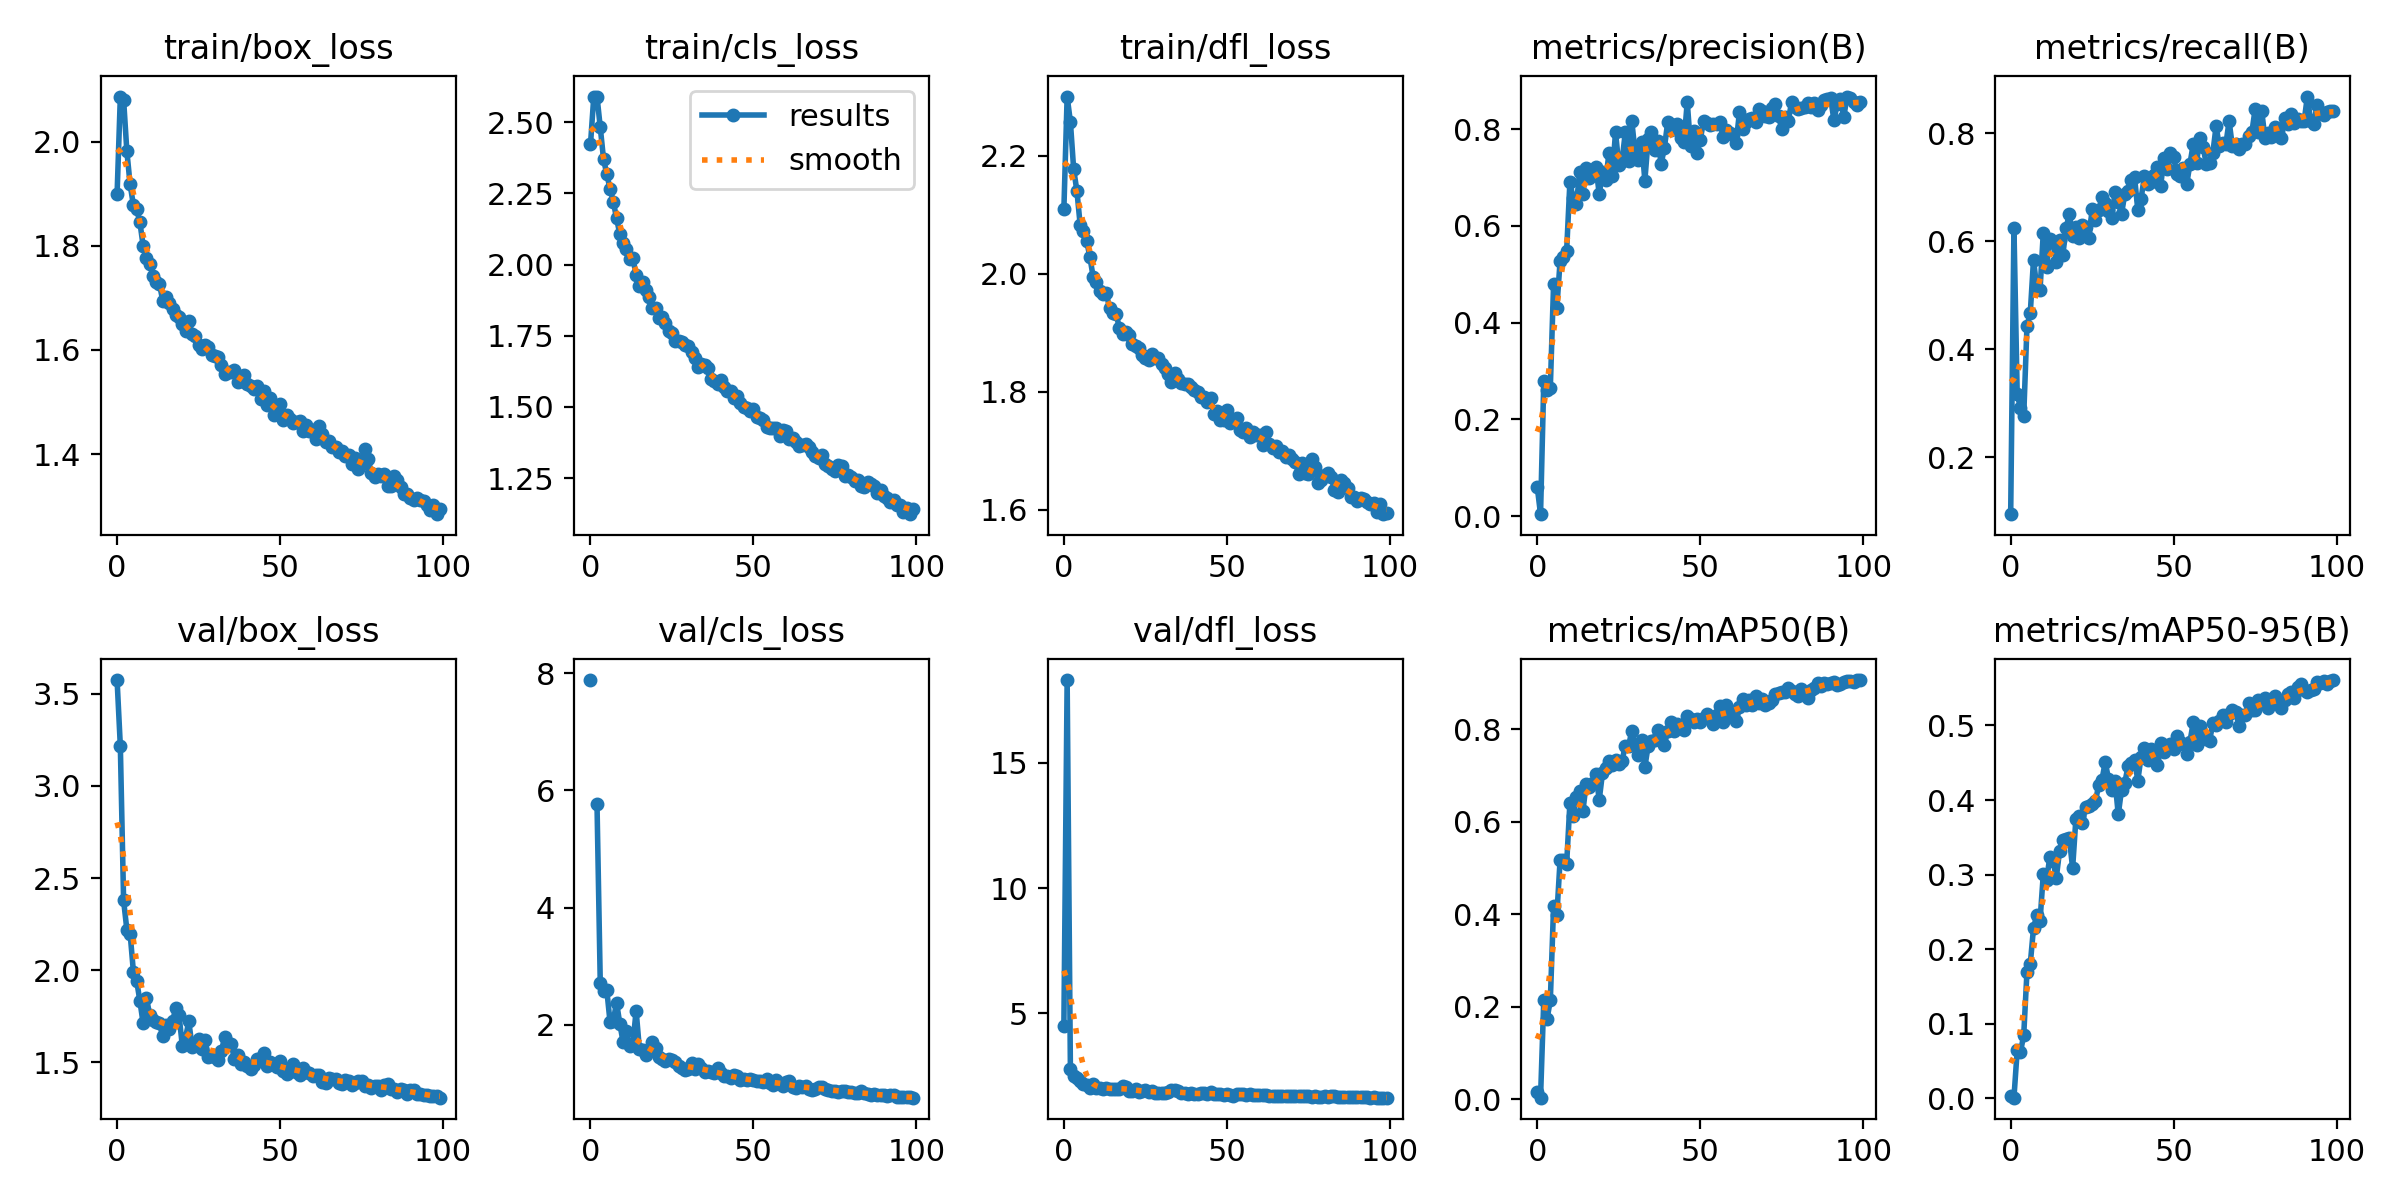 train/box_loss
2.0
1.8
1.6
1.4
0 50 100
train/cls_loss
results
smooth
2.50
2.25
2.00
1.75
1.50
1.25
0 50 100
train/dfl_loss
2.2
2.0
1.8
1.6
0 50 100
metrics/precision(B)
0.8
0.6
0.4
0.2
0.0
0 50 100
metrics/recall(B)
0.8
0.6
0.4
0.2
0 50 100
val/box_loss
3.5
3.0
2.5
2.0
1.5
0 50 100
val/cls_loss
8
6
4
2
0 50 100
val/dfl_loss
15
10
5
0 50 100
metrics/mAP50(B)
0.8
0.6
0.4
0.2
0.0
0 50 100
metrics/mAP50-95(B)
0.5
0.4
0.3
0.2
0.1
0.0
0 50 100